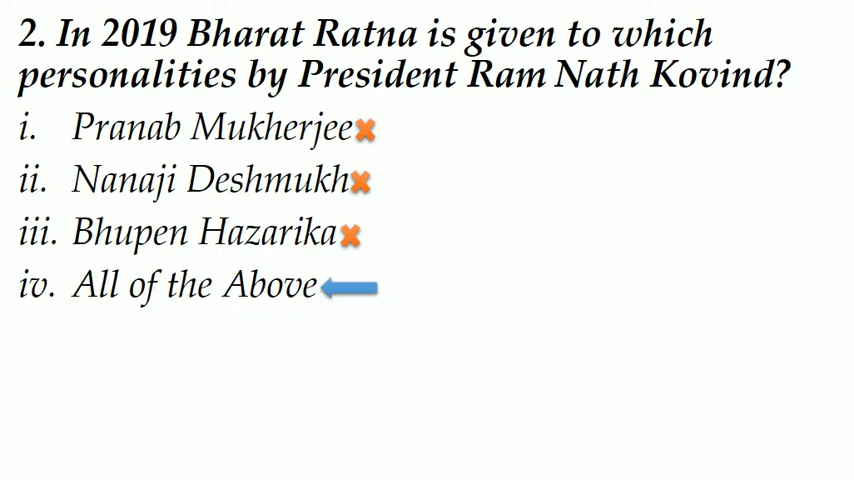 2. In 2019 Bharat Ratna is given to which
personalities by President Ram Nath Kovind?
i. Pranab Mukherjee
ii. Nanaji Deshmukh
iii. Bhupen Hazarika
iv. All of the Above